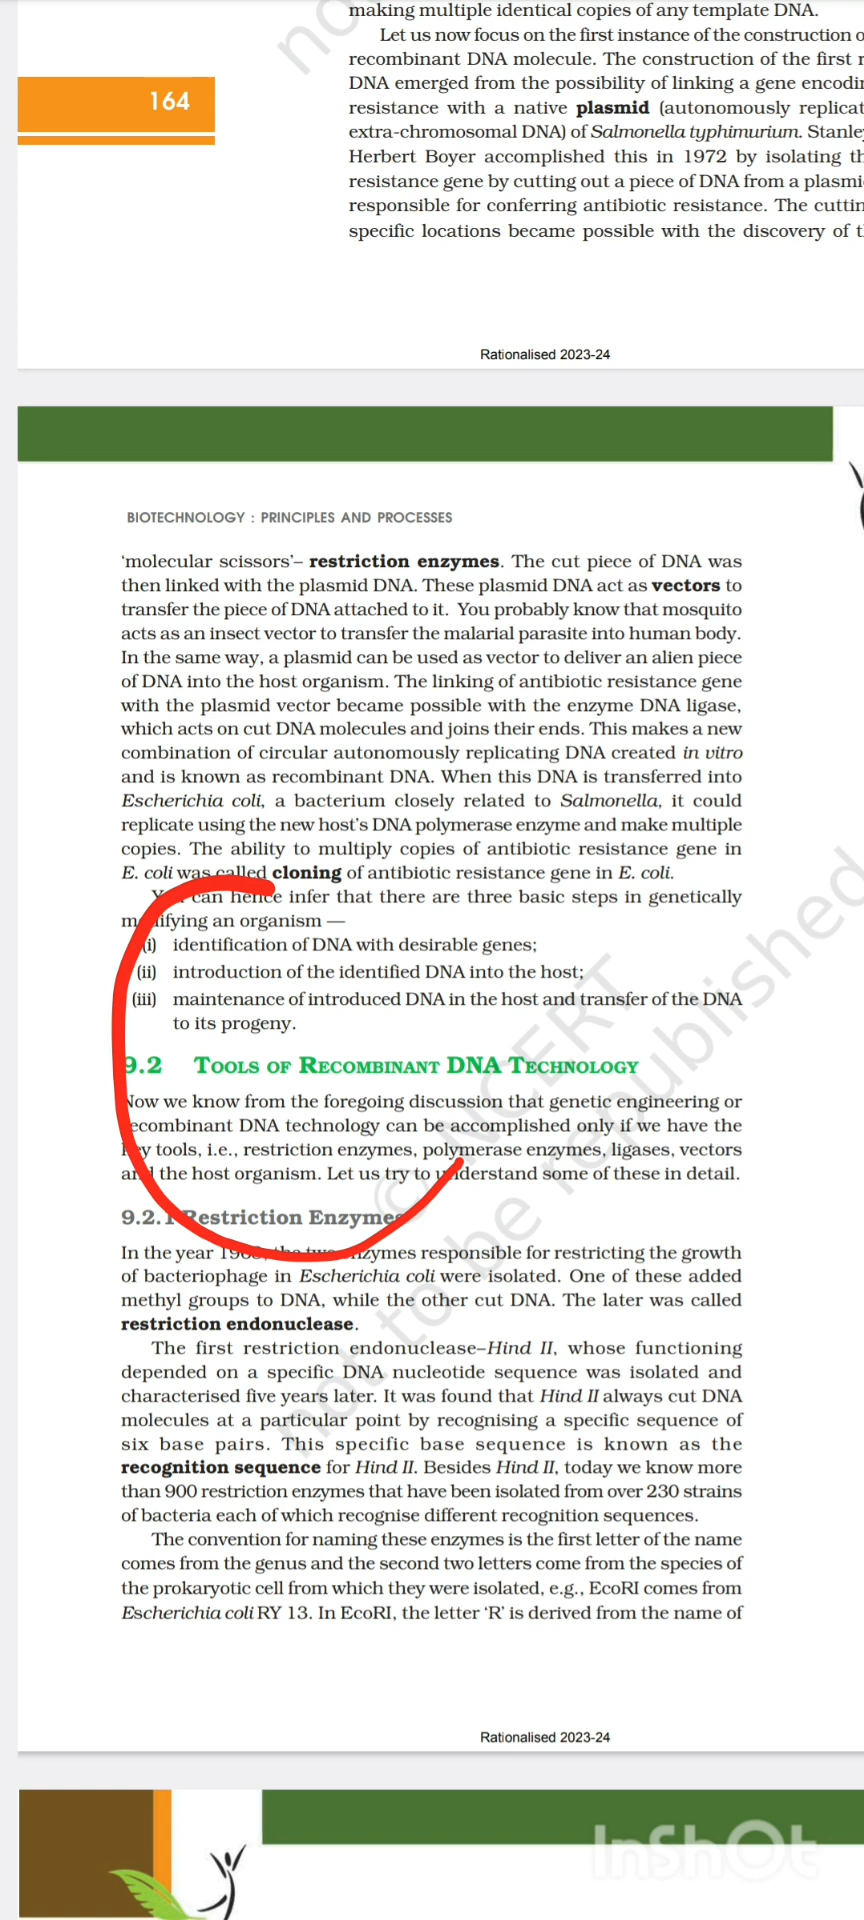 making multiple identical copies of any template DNA.
Let us now focus on the first instance of the construction
recombinant DNA molecule. The construction of the first
164
DNA emerged from the possibility of linking a gene
resistance with a native plasmid (autonomously
extra-chromosomal DNA) of Salmonella typhimurium.
Herbert Boyer accomplished this in 1972 by isolating
resistance gene by cutting out a piece of DNA from a
responsible for conferring antibiotic resistance. The
specific locations became possible with the discovery of
Rationalised 2023-24
BIOTECHNOLOGY : PRINCIPLES AND PROCESSES
‘molecular scissors’– restriction enzymes. The cut piece of DNA was
then linked with the plasmid DNA. These plasmid DNA act as vectors to
transfer the piece of DNA attached to it. You probably know that mosquito
acts as an insect vector to transfer the malarial parasite into human body.
In the same way, a plasmid can be used as vector to deliver an alien piece
of DNA into the host organism. The linking of antibiotic resistance gene
with the plasmid vector became possible with the enzyme DNA ligase,
which acts on cut DNA molecules and joins their ends. This makes a new
combination of circular autonomously replicating DNA created in vitro
and is known as recombinant DNA. When this DNA is transferred into
Escherichia coli, a bacterium closely related to Salmonella, it could
replicate using the new host’s DNA polymerase enzyme and make multiple
copies. The ability to multiply copies of antibiotic resistance gene in
E. coli was called cloning of antibiotic resistance gene in E. coli.
can hence infer that there are three basic steps in genetically
modifying an organism —
(i) identification of DNA with desirable genes;
(ii) introduction of the identified DNA into the host;
(iii) maintenance of introduced DNA in the host and transfer of the DNA
to its progeny.
9.2 TOOLS OF RECOMBINANT DNA TECHNOLOGY
Now we know from the foregoing discussion that genetic engineering or
recombinant DNA technology can be accomplished only if we have the
key tools, i.e., restriction enzymes, polymerase enzymes, ligases, vectors
and the host organism. Let us try to understand some of these in detail.
9.2.1 Restriction Enzymes
In the year the two enzymes responsible for restricting the growth
of bacteriophage in Escherichia coli were isolated. One of these added
methyl groups to DNA, while the other cut DNA. The later was called
restriction endonuclease.
The first restriction endonuclease–Hind II, whose functioning
depended on a specific DNA nucleotide sequence was isolated and
characterised five years later. It was found that Hind II always cut DNA
molecules at a particular point by recognising a specific sequence of
six base pairs. This specific base sequence is known as the
recognition sequence for Hind II. Besides Hind II, today we know more
than 900 restriction enzymes that have been isolated from over 230 strains
of bacteria each of which recognise different recognition sequences.
The convention for naming these enzymes is the first letter of the name
comes from the genus and the second two letters come from the species of
the prokaryotic cell from which they were isolated, e.g., EcoRI comes from
Escherichia coli RY 13. In EcoRI, the letter ‘R’ is derived from the name of
© NCERT
not to be republished
Rationalised 2023-24
InShOt